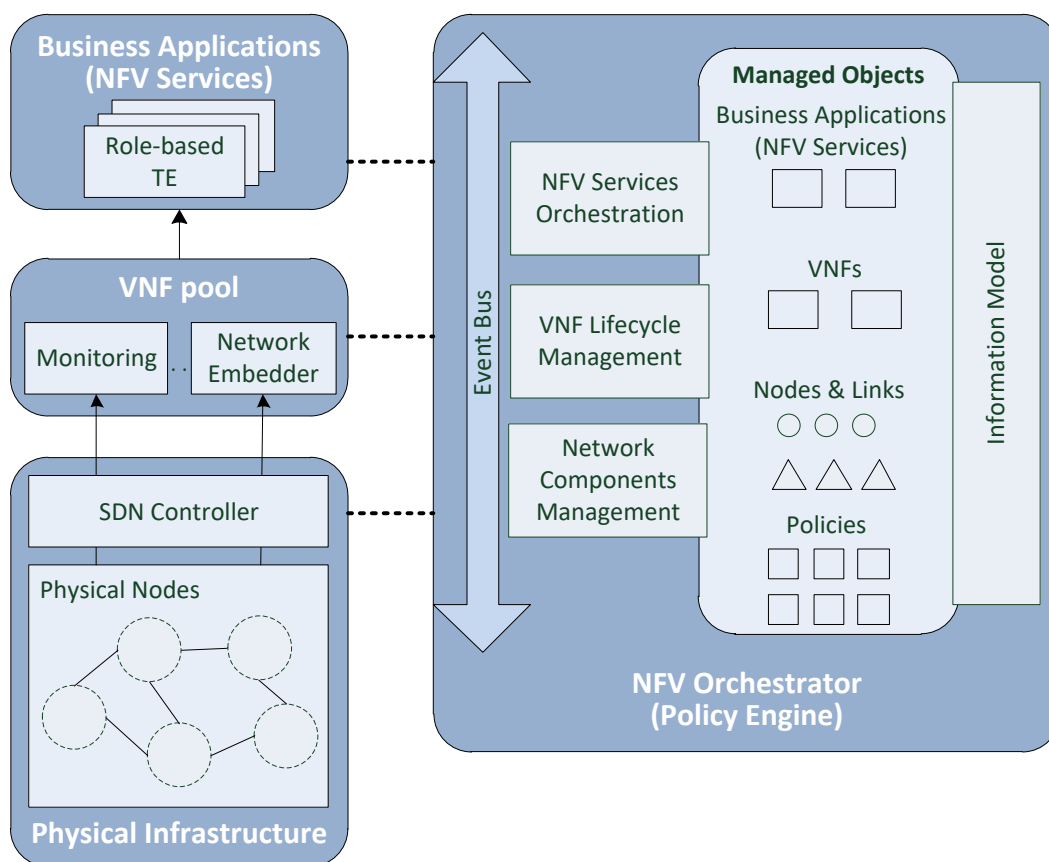 Business Applications
(NFV Services)
Role-based
TE
VNF pool
Monitoring
. .
Network
Embedder
SDN Controller
Physical Nodes
Physical Infrastructure
Event Bus
NFV Services
Orchestration
VNF Lifecycle
Management
Network
Components
Management
Managed Objects
Business Applications
(NFV Services)
VNFs
Nodes & Links
Policies
Information Model
NFV Orchestrator
(Policy Engine)